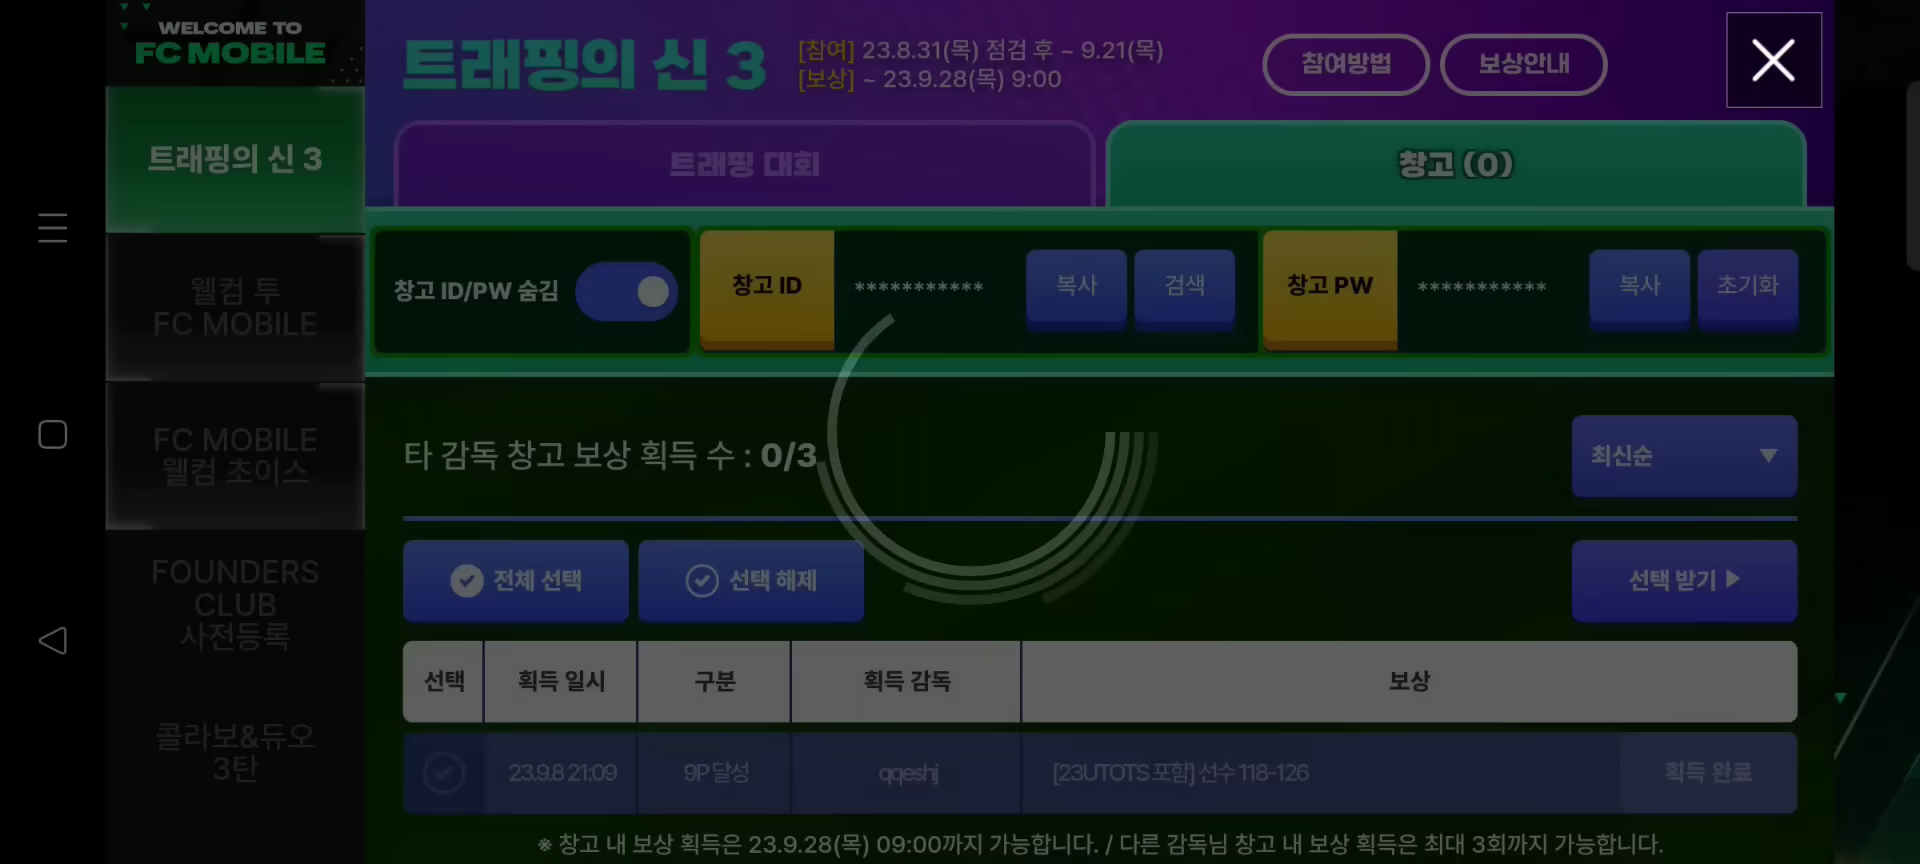 WELCOME TO
FC MOBILE
트래핑의 신 3
웰컴 투
FC MOBILE
FC MOBILE
웰컴 초이스
FOUNDERS
CLUB
사전등록
콜라보&듀오
3탄
트래핑의 신 3
[참여] 23.8.31(목) 점검 후 ~ 9.21(목)
[보상] ~ 23.9.28(목) 9:00
참여방법
보상안내
트래핑 대회
창고 (0)
창고 ID/PW 숨김
창고 ID
***********
복사
검색
창고 PW
***********
복사
초기화
타 감독 창고 보상 획득 수 : 0/3
최신순
전체 선택
선택 해제
선택 받기
선택 획득 일시 구분 획득 감독 보상
23.9.8 21:09 9P 달성 qqeshj [23UTOTS 포함] 선수 118-126 획득 완료
※ 창고 내 보상 획득은 23.9.28(목) 09:00까지 가능합니다. / 다른 감독님 창고 내 보상 획득은 최대 3회까지 가능합니다.